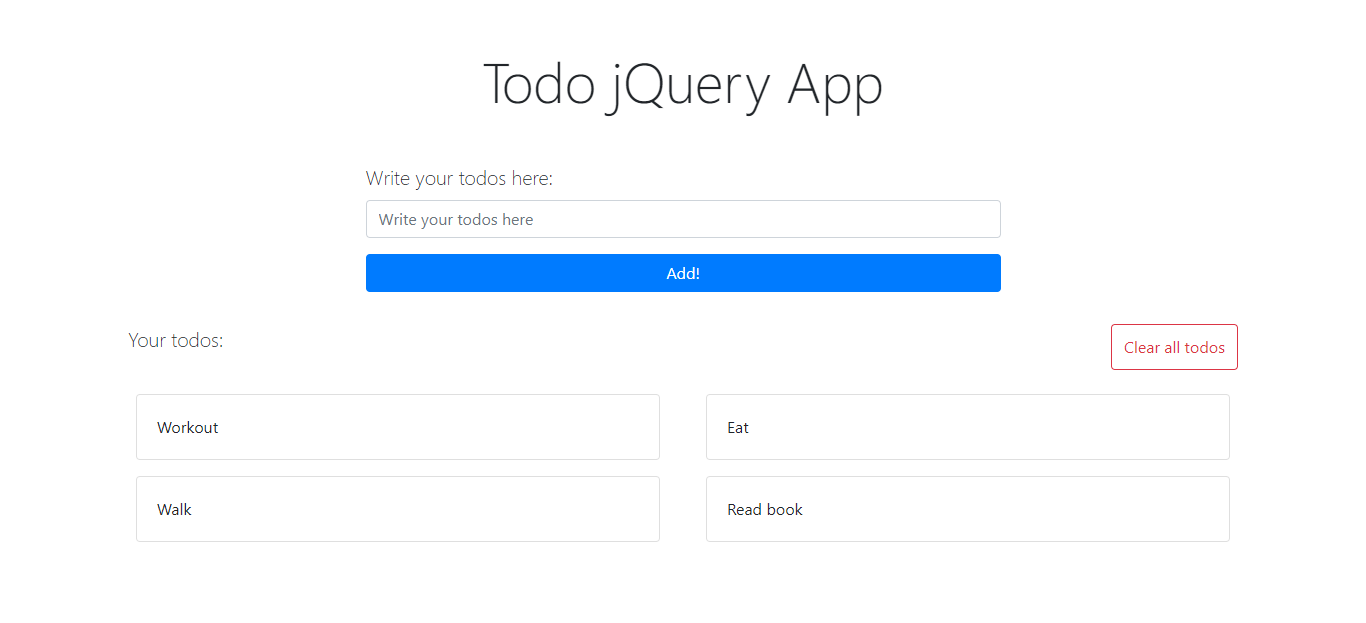 Todo jQuery App
Write your todos here:
Write your todos here
Add!
Your todos:
Clear all todos
Workout
Eat
Walk
Read book